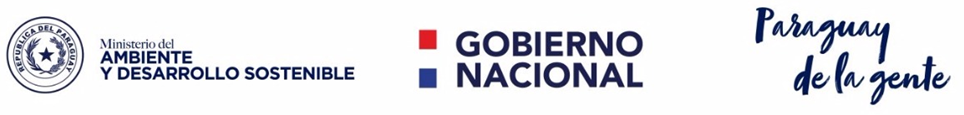 REPUBLICA DEL PARAGUAY
Ministerio del
AMBIENTE
Y DESARROLLO SOSTENIBLE
GOBIERNO
NACIONAL
Paraguay
de la gente